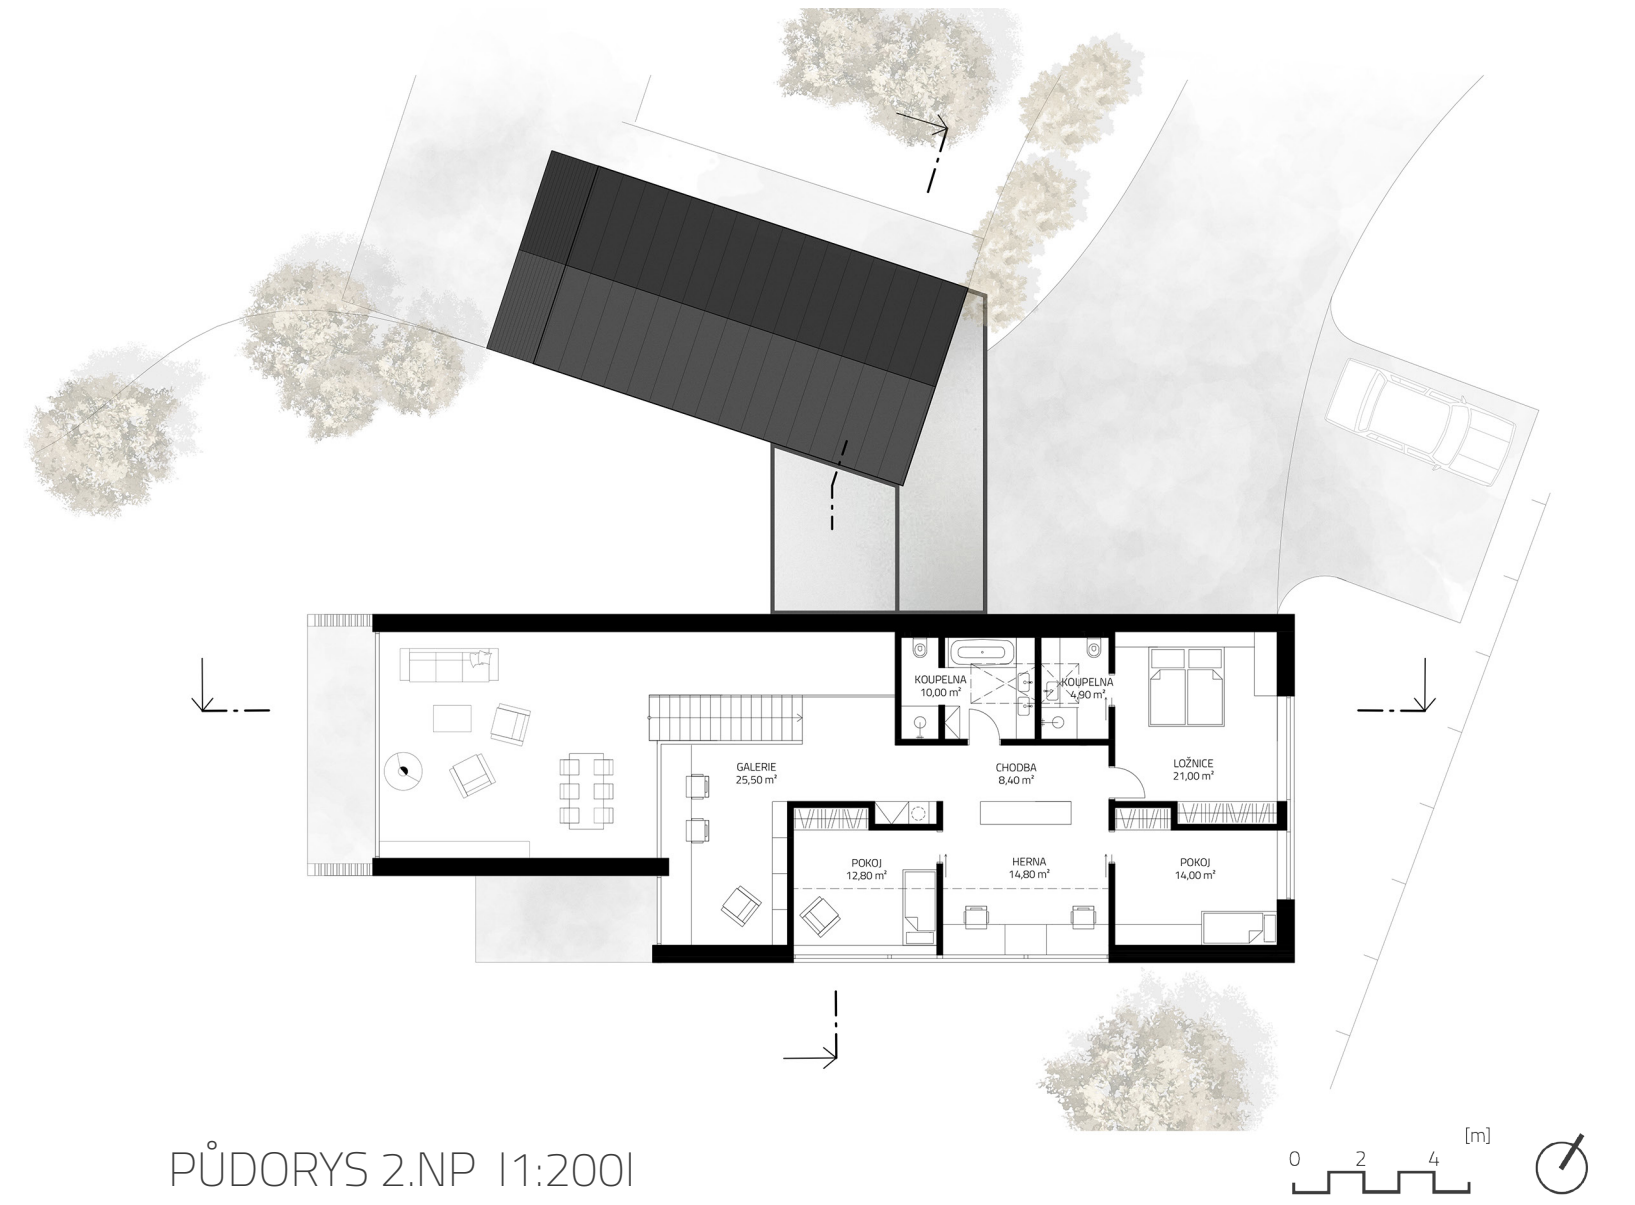 KOUPELNA
10,00 m²
KOUPELNA
4,90 m²
GALERIE
25,50 m²
CHODBA
8,40 m²
LOŽNICE
21,00 m²
POKOJ
12,80 m²
HERNA
14,80 m²
POKOJ
14,00 m²
PŮDORYS 2.NP |1:200|
[m]
0 2 4